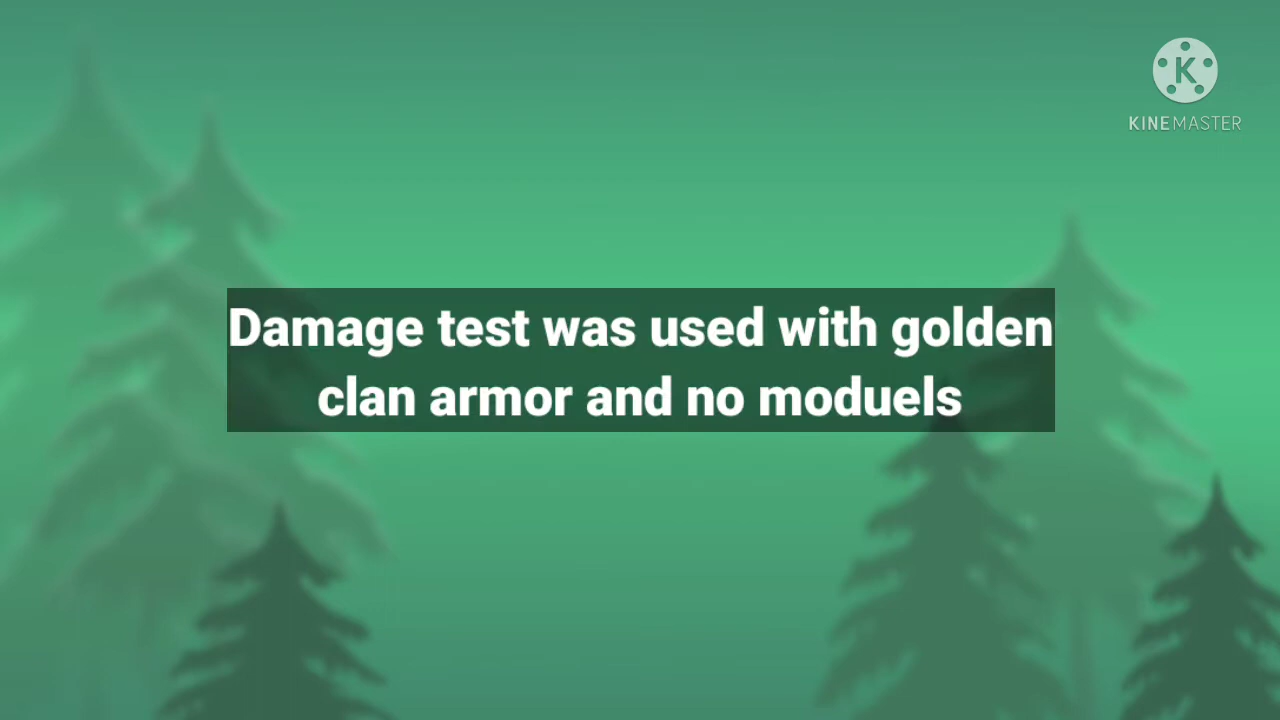 K
KINEMASTER
Damage test was used with golden
clan armor and no moduels